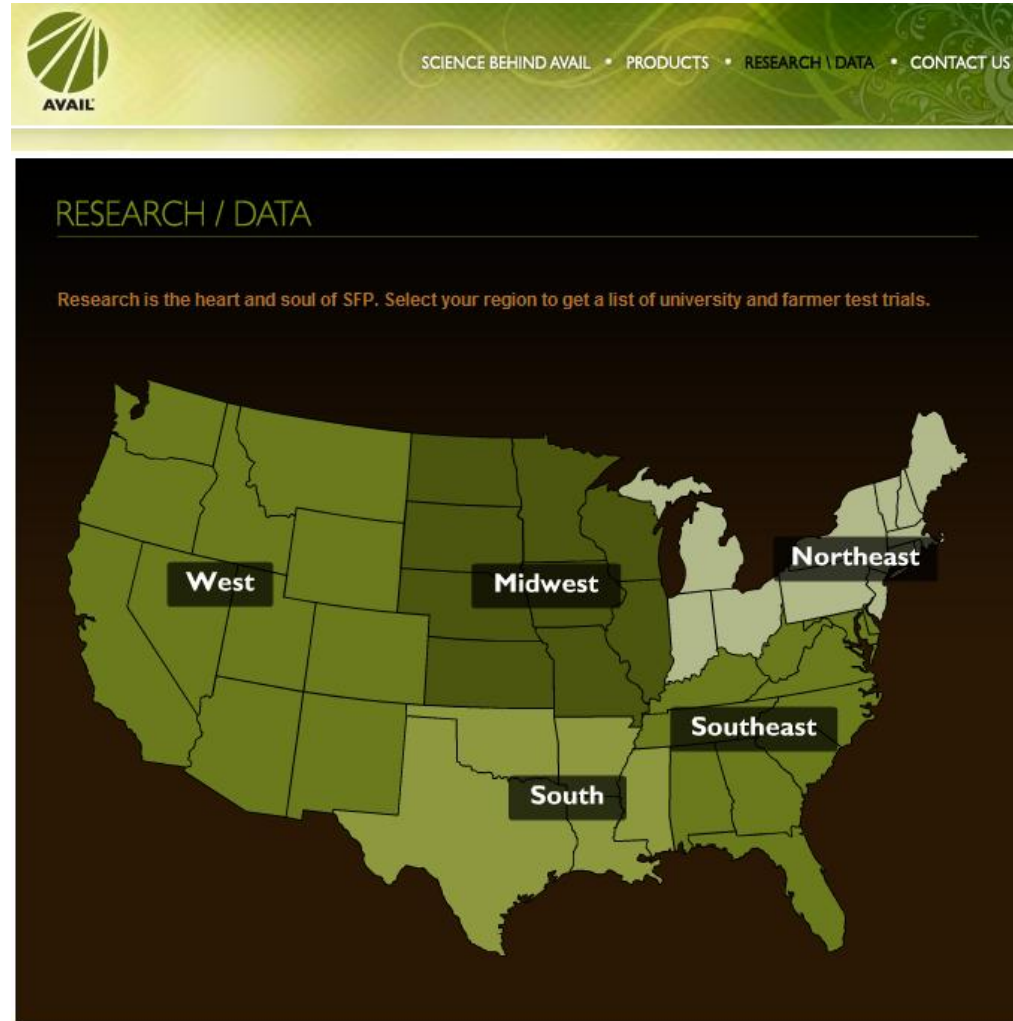 SCIENCE BEHIND AVAIL • PRODUCTS • RESEARCH \ DATA • CONTACT US
AVAIL
RESEARCH / DATA
Research is the heart and soul of SFP. Select your region to get a list of university and farmer test trials.
Northeast
West
Midwest
Southeast
South